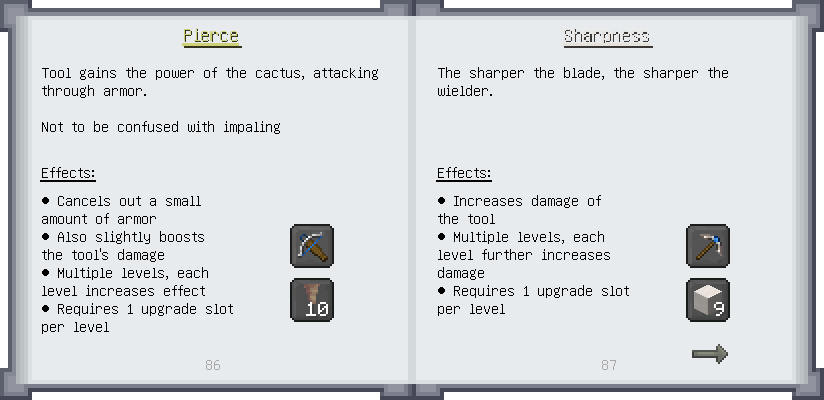 Pierce
Tool gains the power of the cactus, attacking
through armor.
Not to be confused with impaling
Effects:
• Cancels out a small
amount of armor
• Also slightly boosts
the tool's damage
• Multiple levels, each
level increases effect
• Requires 1 upgrade slot
per level
10
86
Sharpness
The sharper the blade, the sharper the
wielder.
Effects:
• Increases damage of
the tool
• Multiple levels, each
level further increases
damage
• Requires 1 upgrade slot
per level
9
87